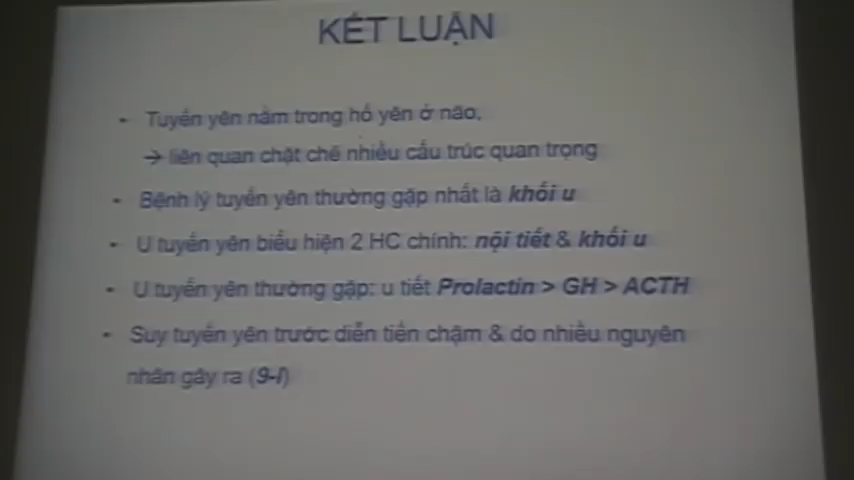 KẾT LUẬN
• Tuyến yên nằm trong hố yên ở não,
→ liên quan chặt chẽ nhiều cấu trúc quan trọng
• Bệnh lý tuyến yên thường gặp nhất là khối u
• U tuyến yên biểu hiện 2 HC chính: nội tiết & khối u
• U tuyến yên thường gặp: u tiết Prolactin > GH > ACTH
• Suy tuyến yên trước diễn tiến chậm & do nhiều nguyên
nhân gây ra (9-I)